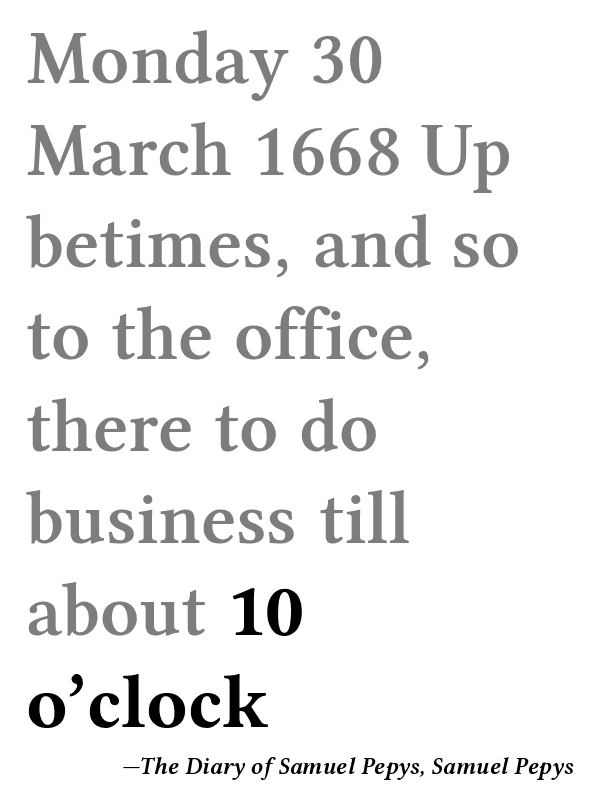 Monday 30
March 1668 Up
betimes, and so
to the office,
there to do
business till
about 10
o’clock
—The Diary of Samuel Pepys, Samuel Pepys